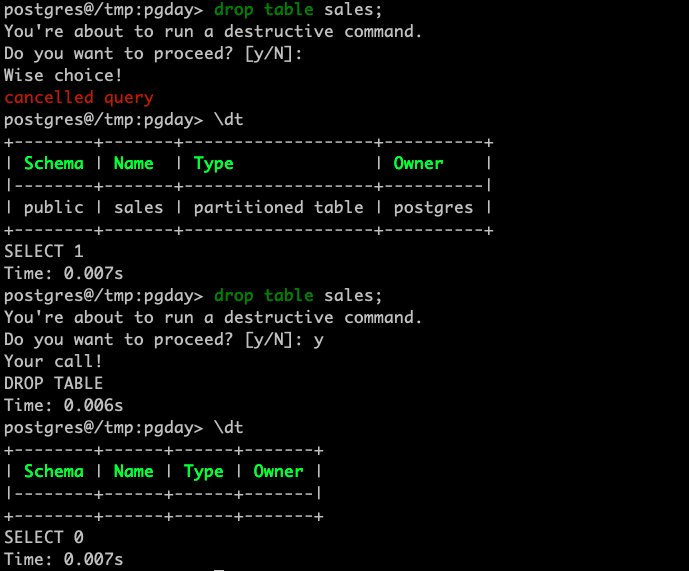 postgres@/tmp:pgday> drop table sales;
You're about to run a destructive command.
Do you want to proceed? [y/N]:
Wise choice!
cancelled query
postgres@/tmp:pgday> \dt
+--------+-------+-------------------+----------+
| Schema | Name  | Type              | Owner    |
|--------+-------+-------------------+----------|
| public | sales | partitioned table | postgres |
+--------+-------+-------------------+----------+
SELECT 1
Time: 0.007s
postgres@/tmp:pgday> drop table sales;
You're about to run a destructive command.
Do you want to proceed? [y/N]: y
Your call!
DROP TABLE
Time: 0.006s
postgres@/tmp:pgday> \dt
+--------+------+------+-------+
| Schema | Name | Type | Owner |
|--------+------+------+-------|
+--------+------+------+-------+
SELECT 0
Time: 0.007s